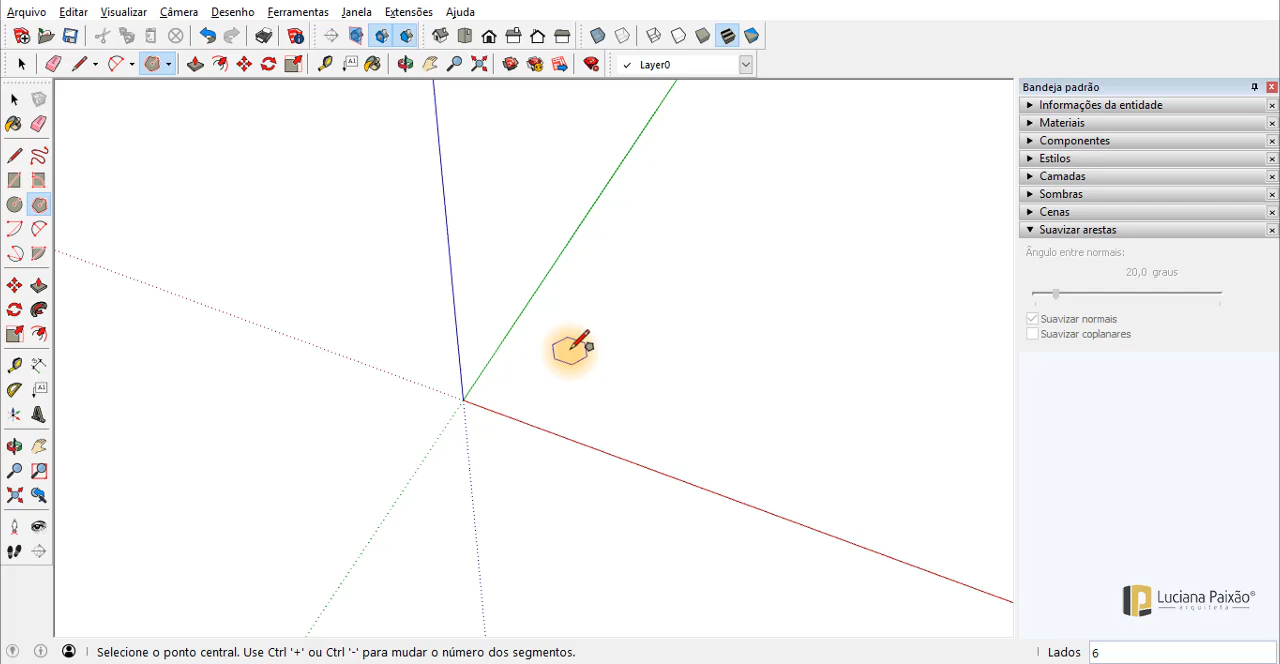 Arquivo Editar Visualizar Câmera Desenho Ferramentas Janela Extensões Ajuda
Layer0
Bandeja padrão
Informações da entidade
Materiais
Componentes
Estilos
Camadas
Sombras
Cenas
Suavizar arestas
Ângulo entre normais:
20,0 graus
Suavizar normais
Suavizar coplanares
Luciana Paixão®
arquiteta
Selecione o ponto central. Use Ctrl '+' ou Ctrl '-' para mudar o número dos segmentos.
Lados 6